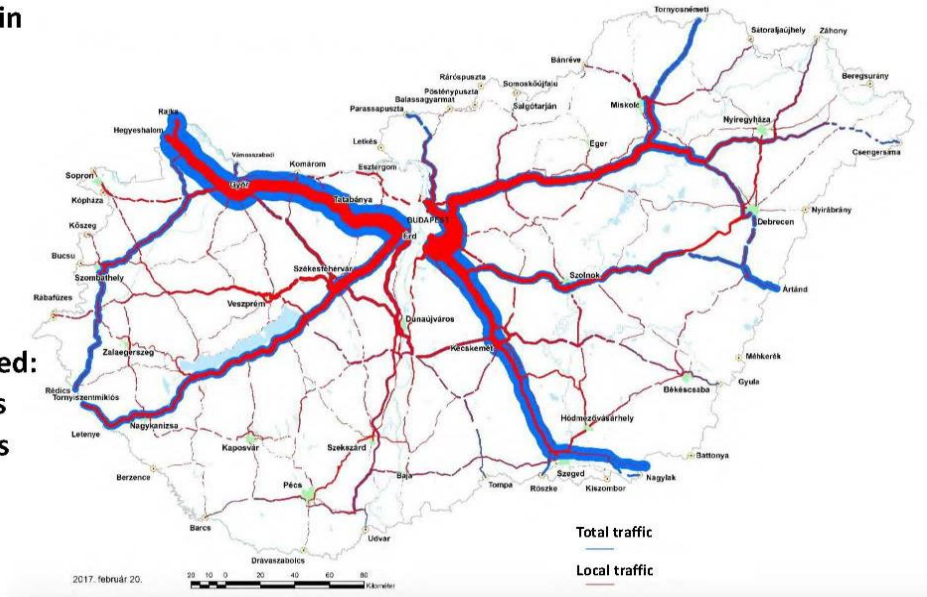 in
ed:
s
s
Tornyosnémeti
Sátoraljaújhely
Záhony
Bánréve
Ráróspuszta
Somoskőújfalu
Pösténypuszta
Beregsurány
Balassagyarmat
Salgótarján
Parassapuszta
Miskolc
Rajka
Nyíregyháza
Hegyeshalom
Letkés
Eger
Csengersima
Vámosszabadi
Komárom
Esztergom
Sopron
Győr
Tatabánya
Kópháza
BUDAPEST
Nyírábrány
Debrecen
Kőszeg
Érd
Bucsu
Székesfehérvár
Szombathely
Szolnok
Ártánd
Rábafüzes
Veszprém
Dunaújváros
Kecskemét
Zalaegerszeg
Méhkerék
Rédics
Békéscsaba
Gyula
Tornyiszentmiklós
Hódmezővásárhely
Letenye
Nagykanizsa
Kaposvár
Szekszárd
Battonya
Berzence
Szeged
Baja
Nagylak
Pécs
Tompa
Röszke
Kiszombor
Barcs
Udvar
Total traffic
Drávaszabolcs
Local traffic
2017. február 20.
20 10 0 20 40 60 80
Kilométer